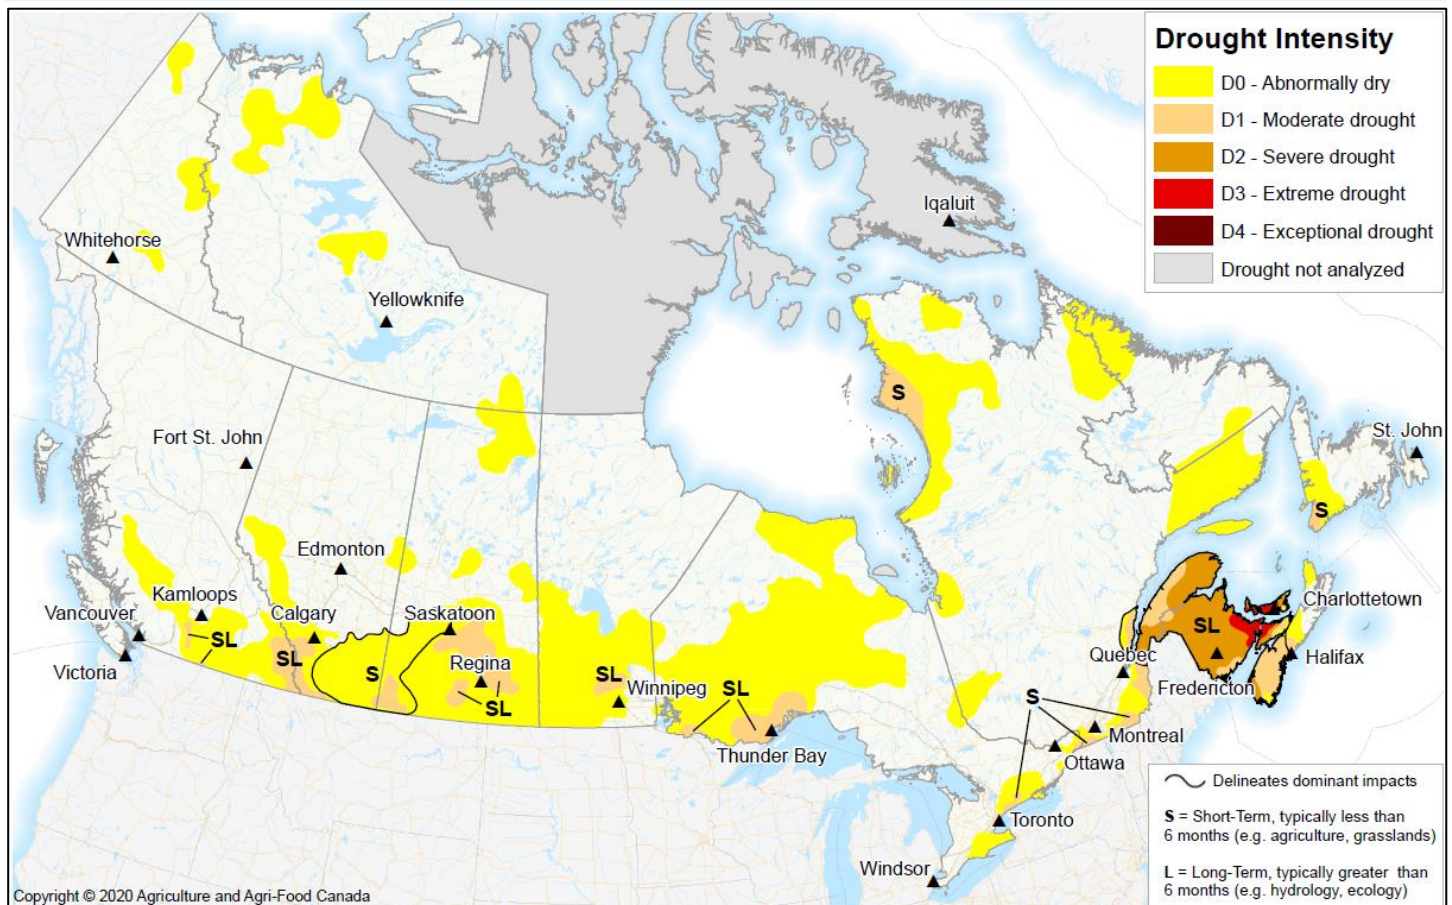 Drought Intensity
D0 - Abnormally dry
D1 - Moderate drought
D2 - Severe drought
D3 - Extreme drought
D4 - Exceptional drought
Drought not analyzed
Iqaluit
Whitehorse
Yellowknife
S
Fort St. John
St. John
S
Edmonton
Kamloops
Calgary
Saskatoon
Vancouver
Charlottetown
SL
SL
SL
Victoria
S
Regina
SL
Winnipeg
Quebec
Halifax
SL
SL
S
Fredericton
Montreal
Thunder Bay
Ottawa
Toronto
Windsor
Delineates dominant impacts
S = Short-Term, typically less than
6 months (e.g. agriculture, grasslands)
L = Long-Term, typically greater than
6 months (e.g. hydrology, ecology)
Copyright © 2020 Agriculture and Agri-Food Canada